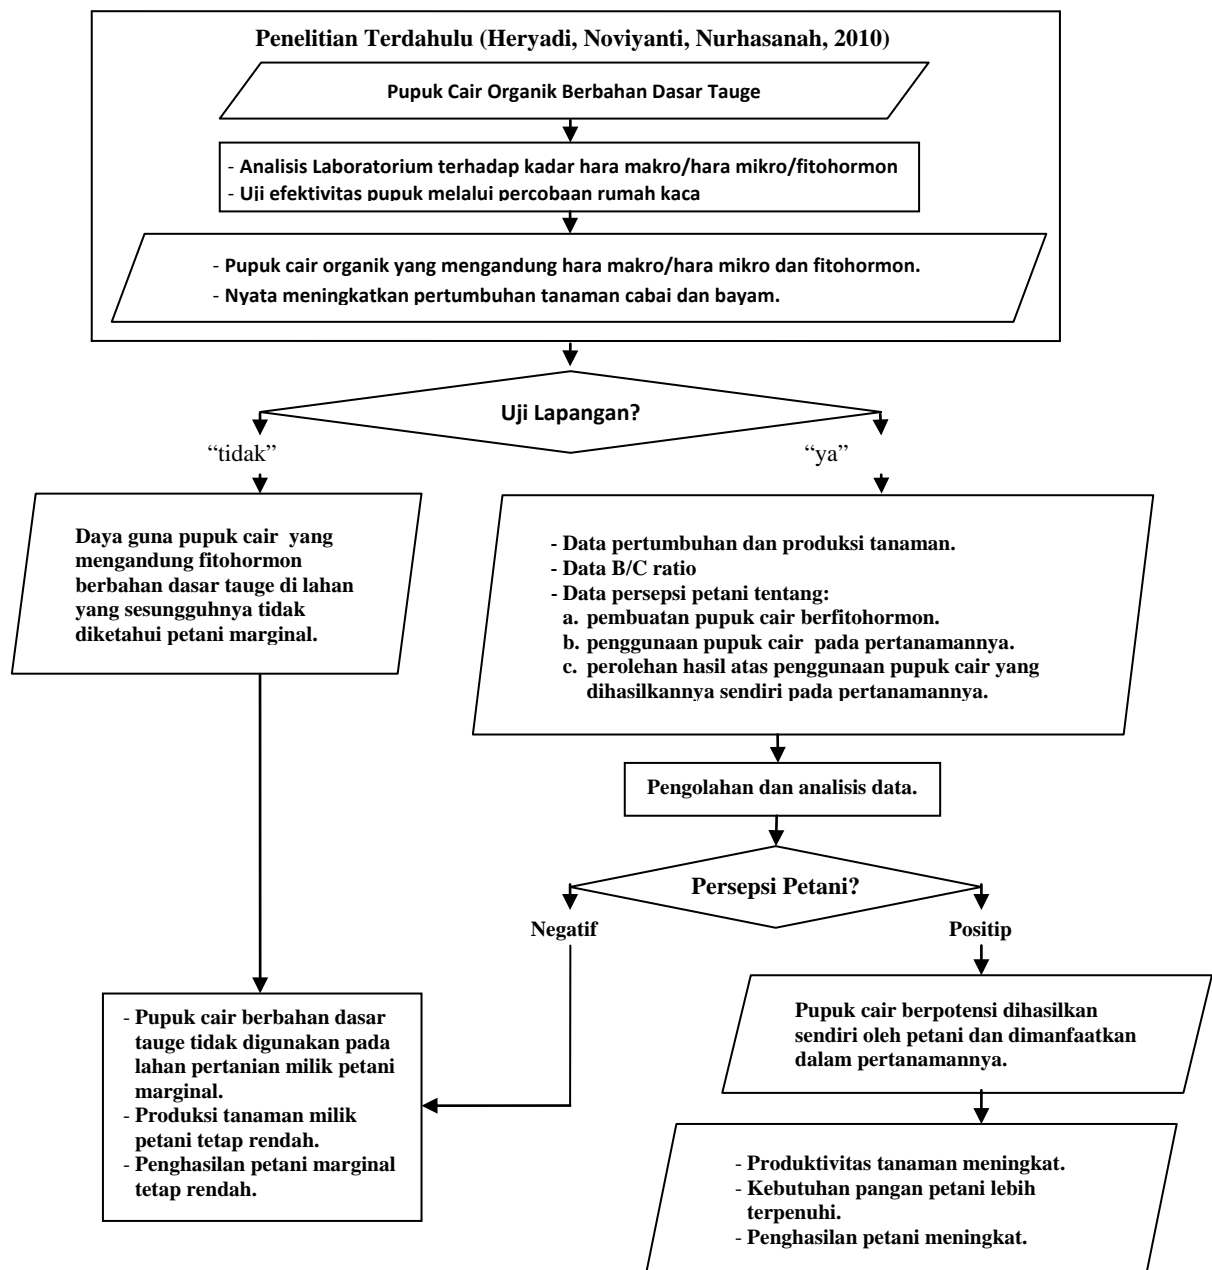 Penelitian Terdahulu (Heryadi, Noviyanti, Nurhasanah, 2010)
Pupuk Cair Organik Berbahan Dasar Tauge
- Analisis Laboratorium terhadap kadar hara makro/hara mikro/fitohormon
- Uji efektivitas pupuk melalui percobaan rumah kaca
- Pupuk cair organik yang mengandung hara makro/hara mikro dan fitohormon.
- Nyata meningkatkan pertumbuhan tanaman cabai dan bayam.
Uji Lapangan?
“tidak”
“ya”
Daya guna pupuk cair yang
mengandung fitohormon
berbahan dasar tauge di lahan
yang sesungguhnya tidak
diketahui petani marginal.
- Data pertumbuhan dan produksi tanaman.
- Data B/C ratio
- Data persepsi petani tentang:
a. pembuatan pupuk cair berfitohormon.
b. penggunaan pupuk cair pada pertanamannya.
c. perolehan hasil atas penggunaan pupuk cair yang
dihasilkannya sendiri pada pertanamannya.
Pengolahan dan analisis data.
Persepsi Petani?
Negatif
Positip
- Pupuk cair berbahan dasar
tauge tidak digunakan pada
lahan pertanian milik petani
marginal.
- Produksi tanaman milik
petani tetap rendah.
- Penghasilan petani marginal
tetap rendah.
Pupuk cair berpotensi dihasilkan
sendiri oleh petani dan dimanfaatkan
dalam pertanamannya.
- Produktivitas tanaman meningkat.
- Kebutuhan pangan petani lebih
terpenuhi.
- Penghasilan petani meningkat.